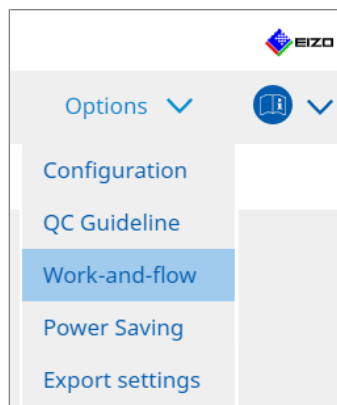 EIZO
Options
Configuration
QC Guideline
Work-and-flow
Power Saving
Export settings